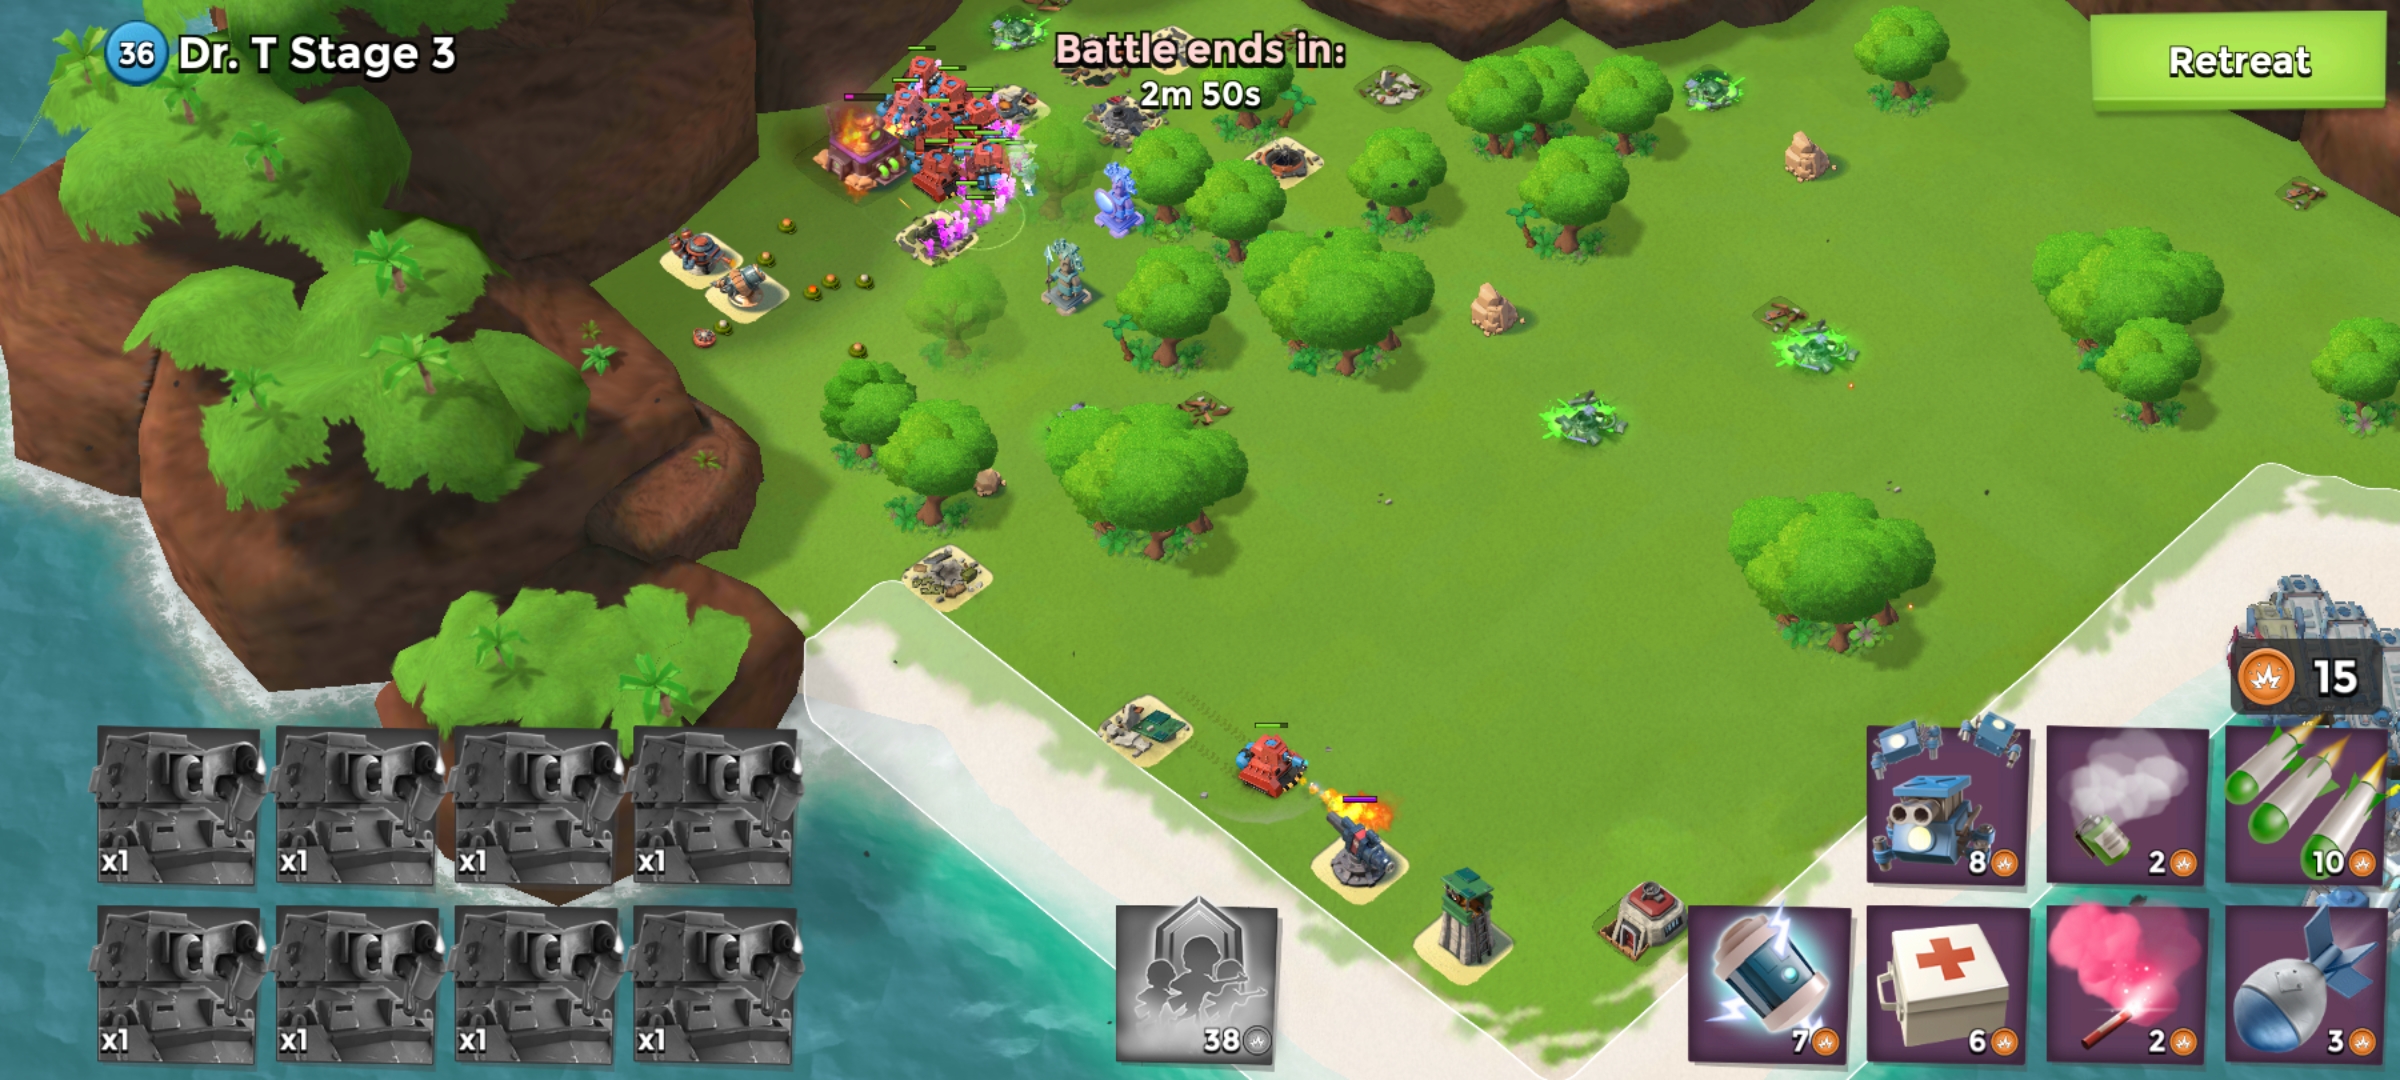 36 Dr. T Stage 3
Battle ends in:
2m 50s
Retreat
15
x1 x1 x1 x1
8 2 10
x1 x1 x1 x1
38 7 6 2 3